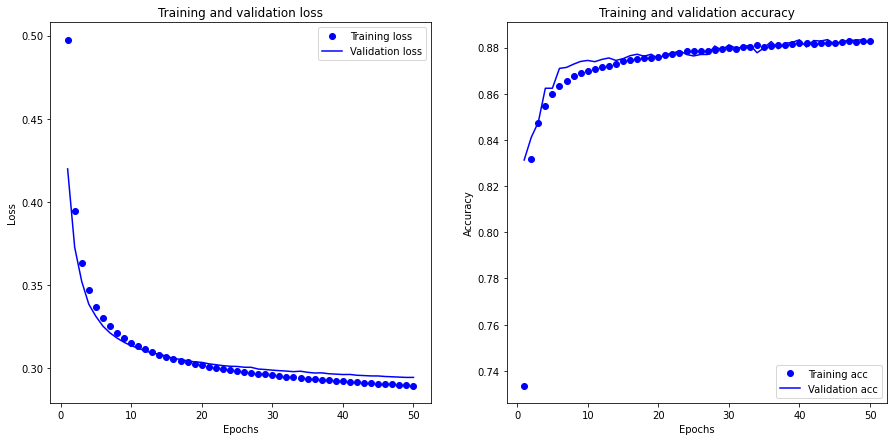 Training and validation loss
0.50
0.45
0.40
0.35
0.30
Loss
0
10
20
30
40
50
Epochs
Training loss
Validation loss
Training and validation accuracy
0.88
0.86
0.84
0.82
0.80
0.78
0.76
0.74
Accuracy
0
10
20
30
40
50
Epochs
Training acc
Validation acc